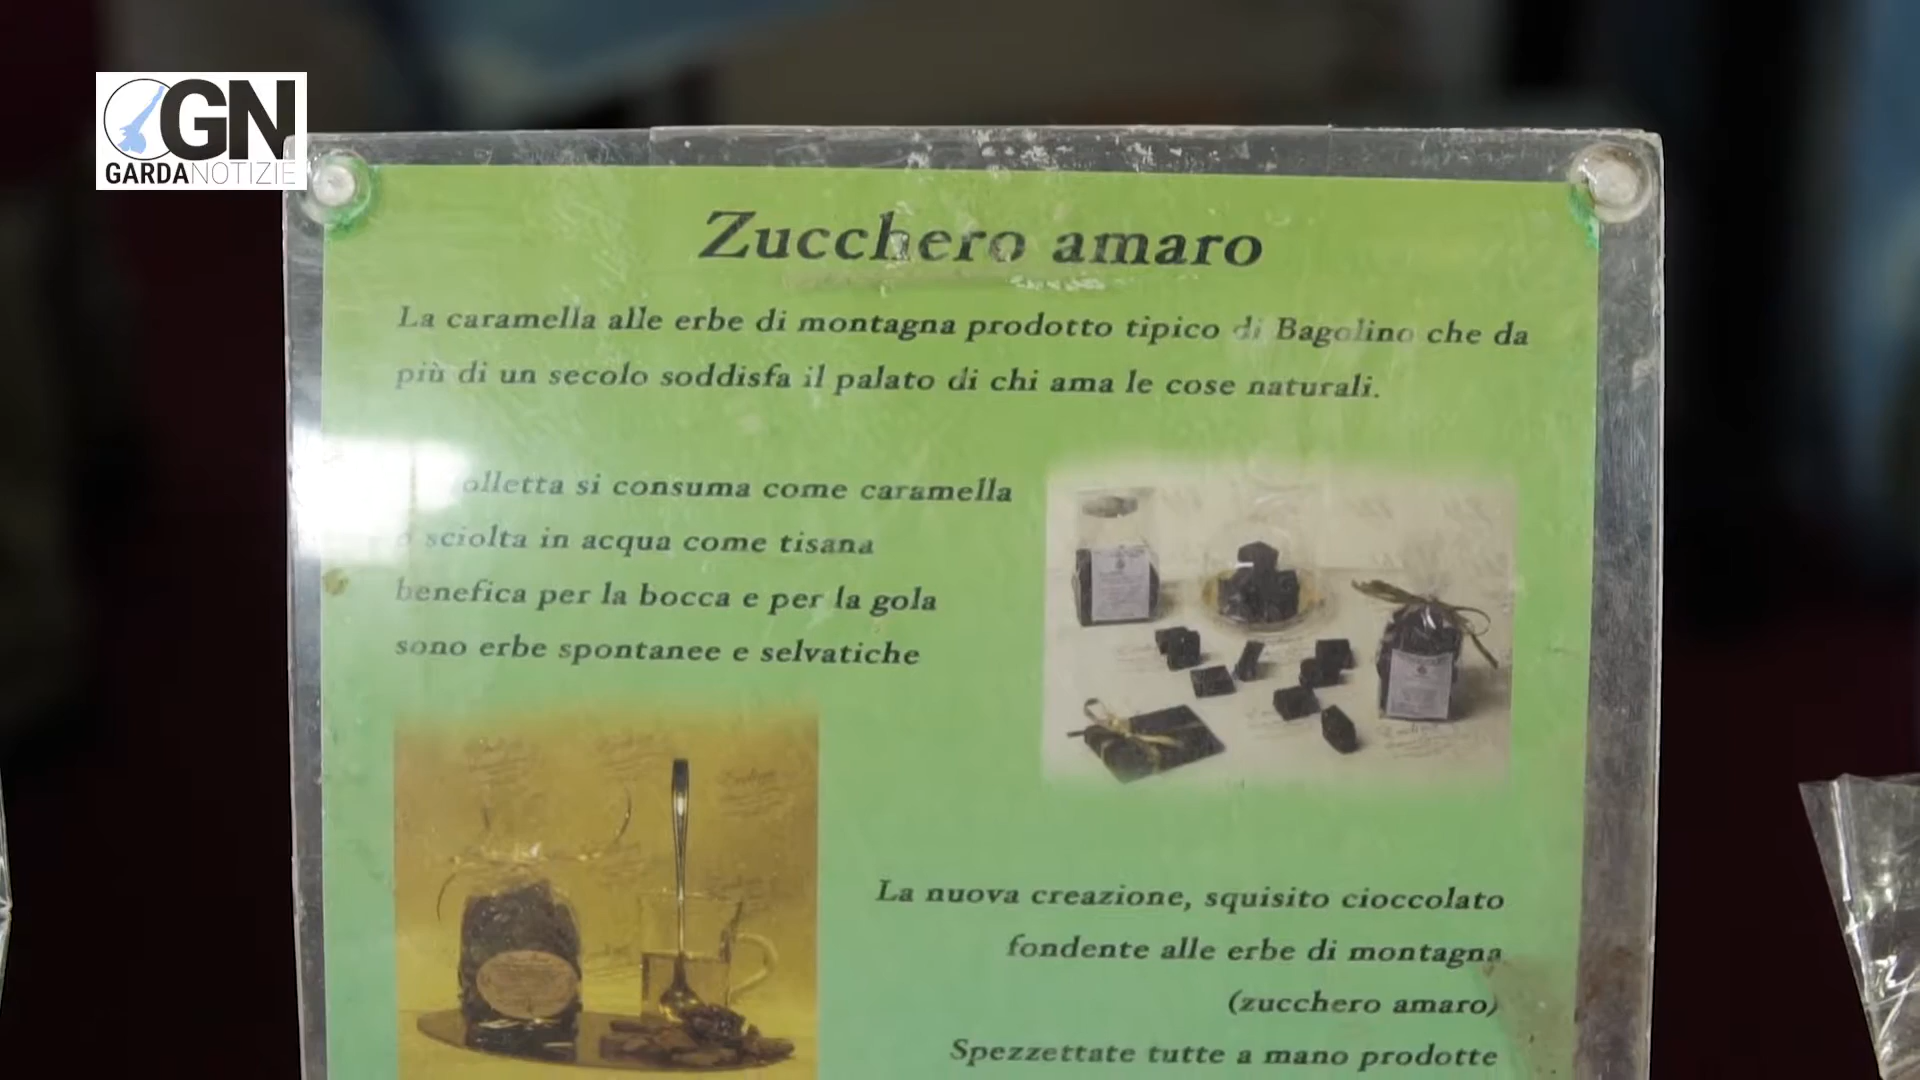 GN
GARDANOTIZIE
Zucchero amaro
La caramella alle erbe di montagna prodotto tipico di Bagolino che da
più di un secolo soddisfa il palato di chi ama le cose naturali.
si consuma come caramella
sciolta in acqua come tisana
benefica per la bocca e per la gola
sono erbe spontanee e selvatiche
La nuova creazione, squisito cioccolato
fondente alle erbe di montagna
(zucchero amaro)
Spezzettate tutte a mano prodotte